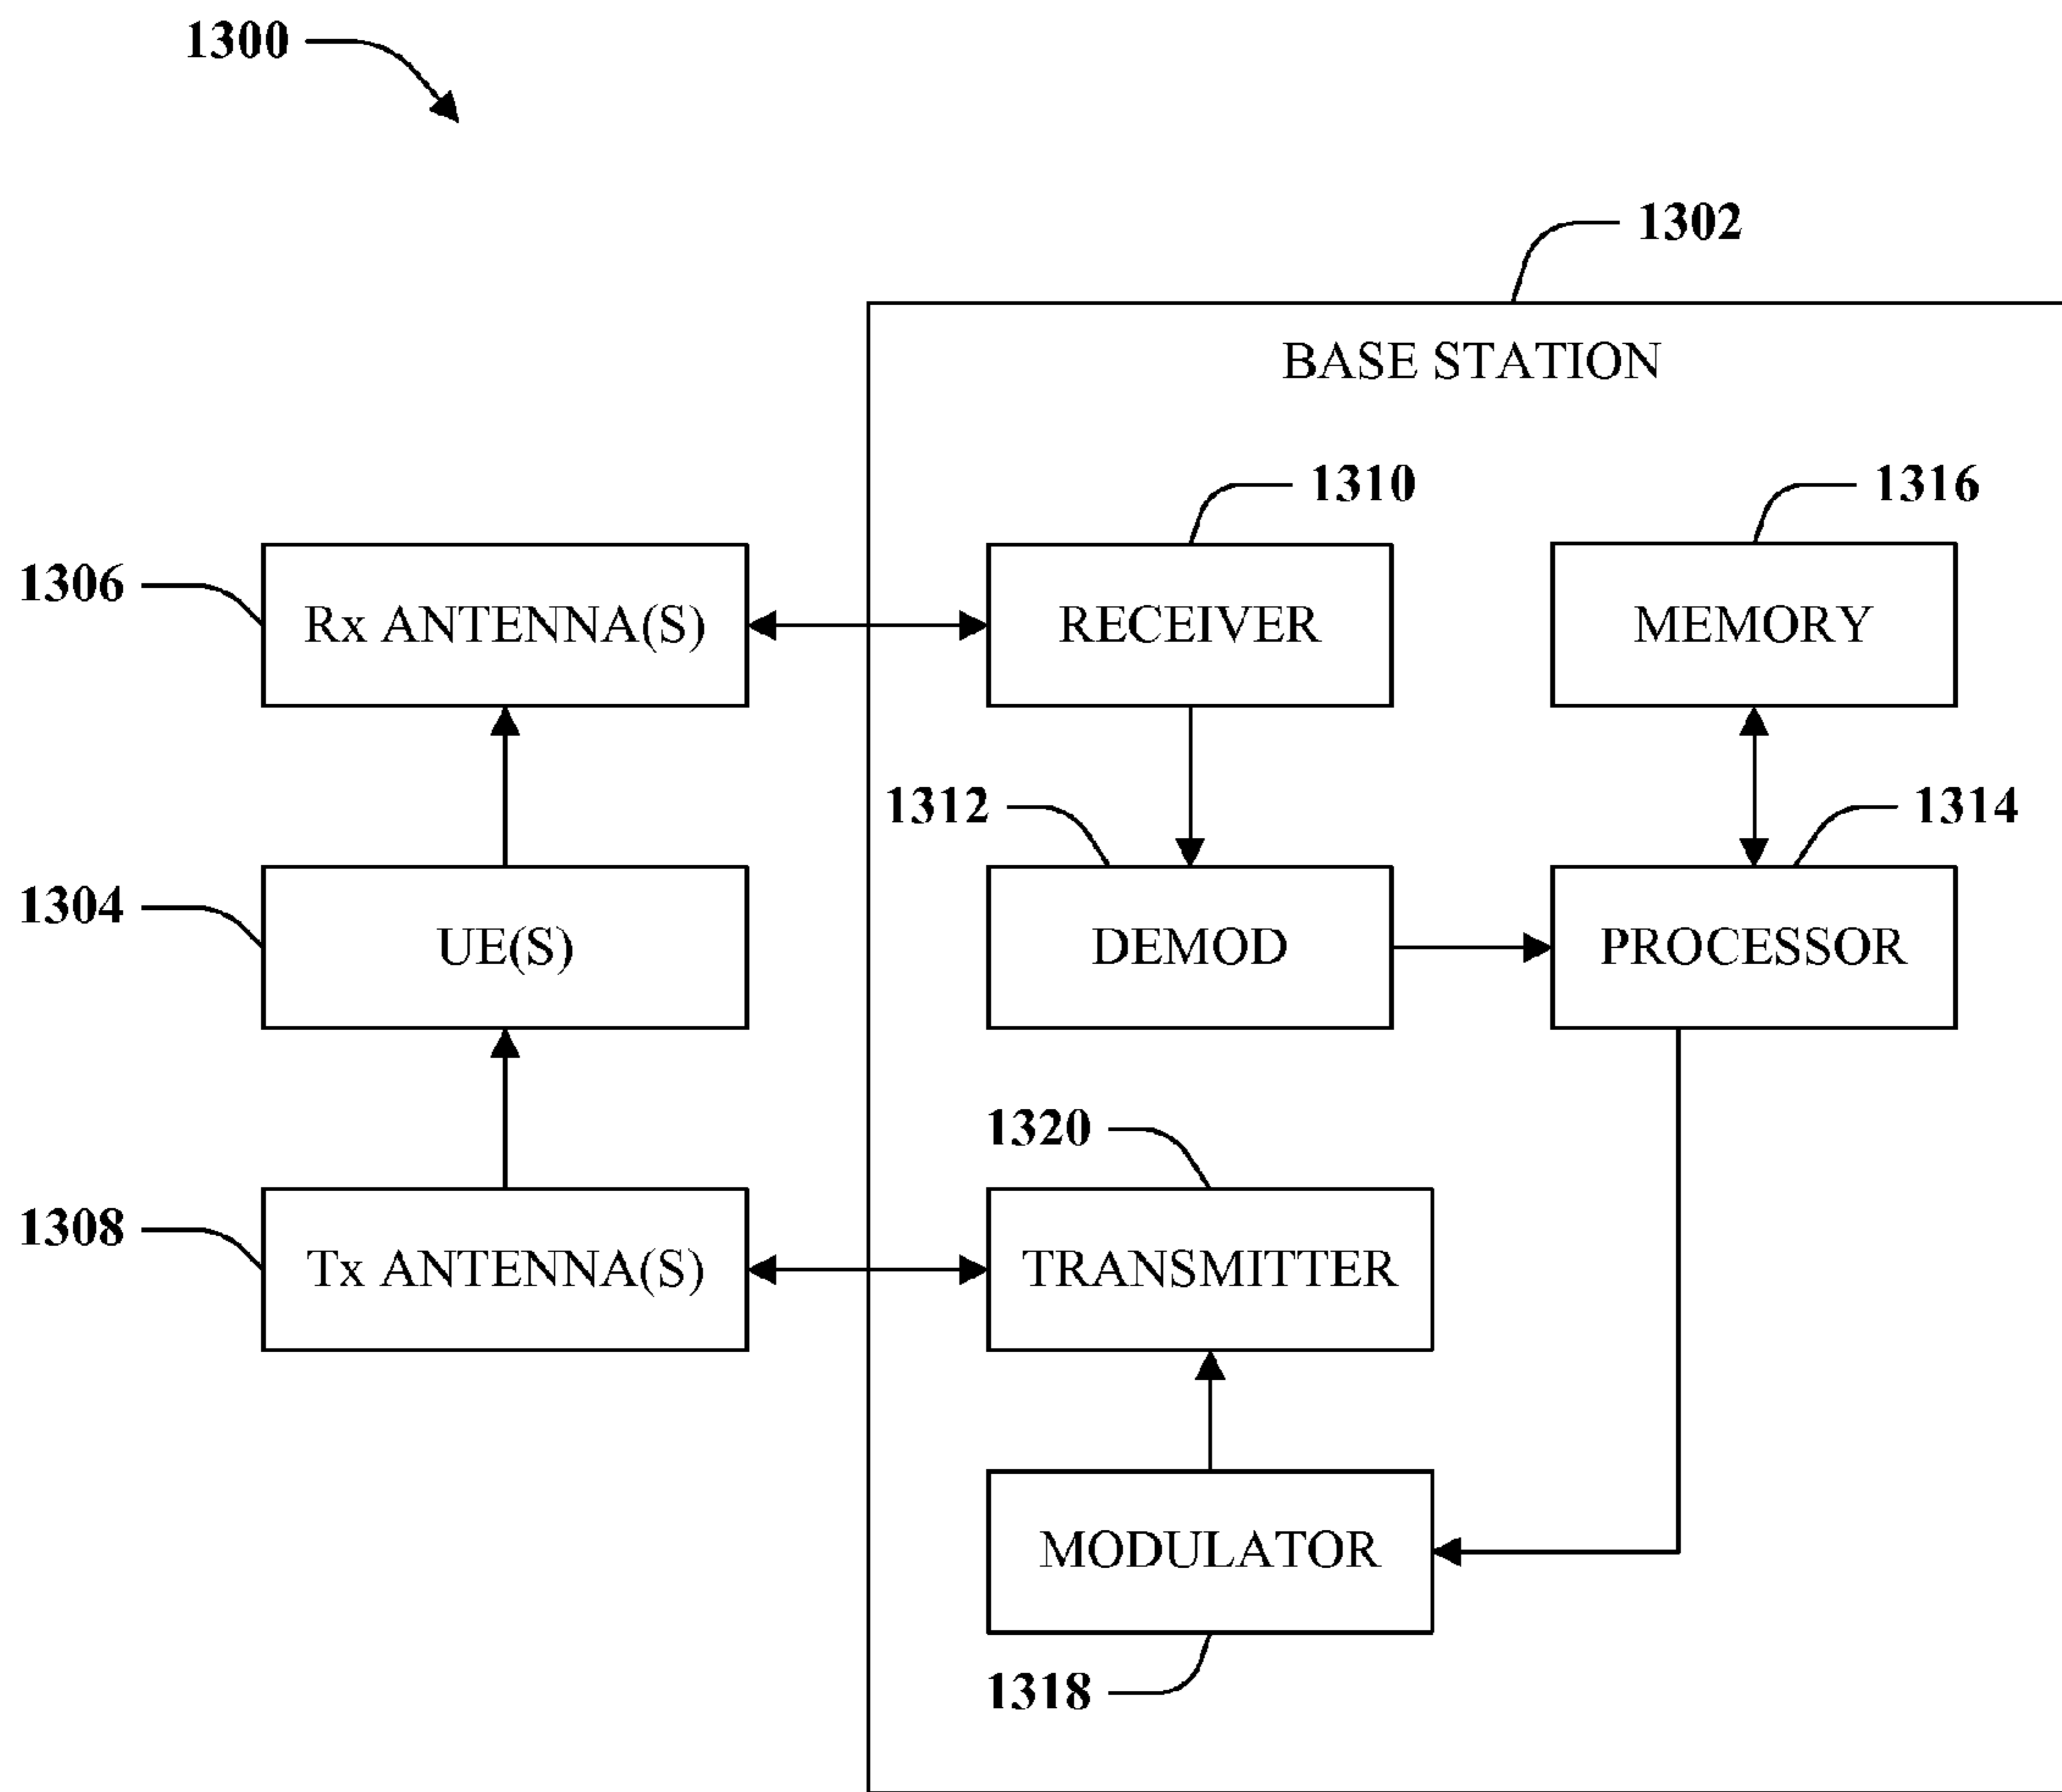 1300
1302
BASE STATION
1310
1316
1306
Rx ANTENNA(S)
RECEIVER
MEMORY
1312
1314
1304
UE(S)
DEMOD
PROCESSOR
1320
1308
Tx ANTENNA(S)
TRANSMITTER
MODULATOR
1318